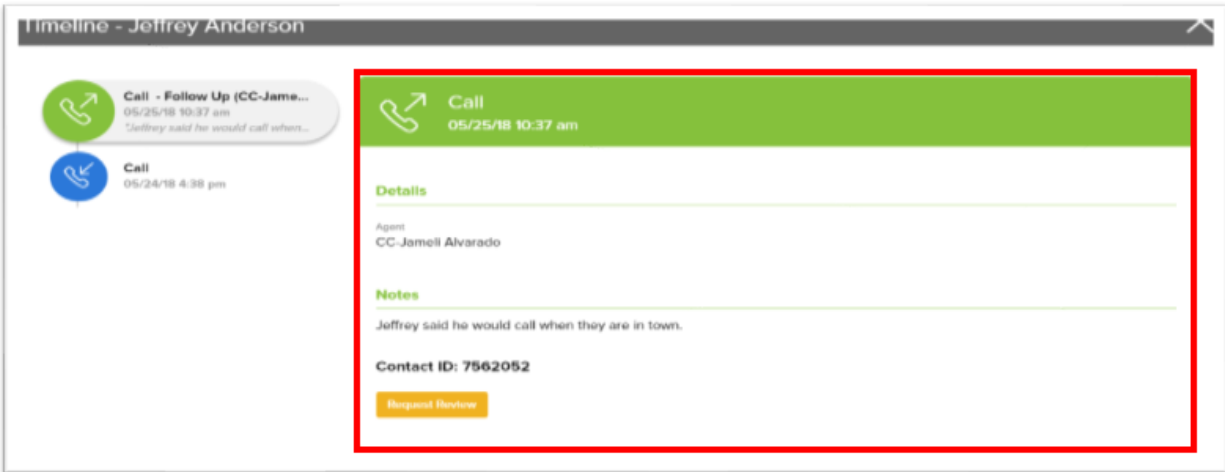 Timeline - Jeffrey Anderson
Call - Follow Up (CC-Jame...
05/25/18 10:37 am
"Jeffrey said he would call when...
Call
05/24/18 4:38 pm
Call
05/25/18 10:37 am
Details
Agent
CC-Jameli Alvarado
Notes
Jeffrey said he would call when they are in town.
Contact ID: 7562052
Request Review